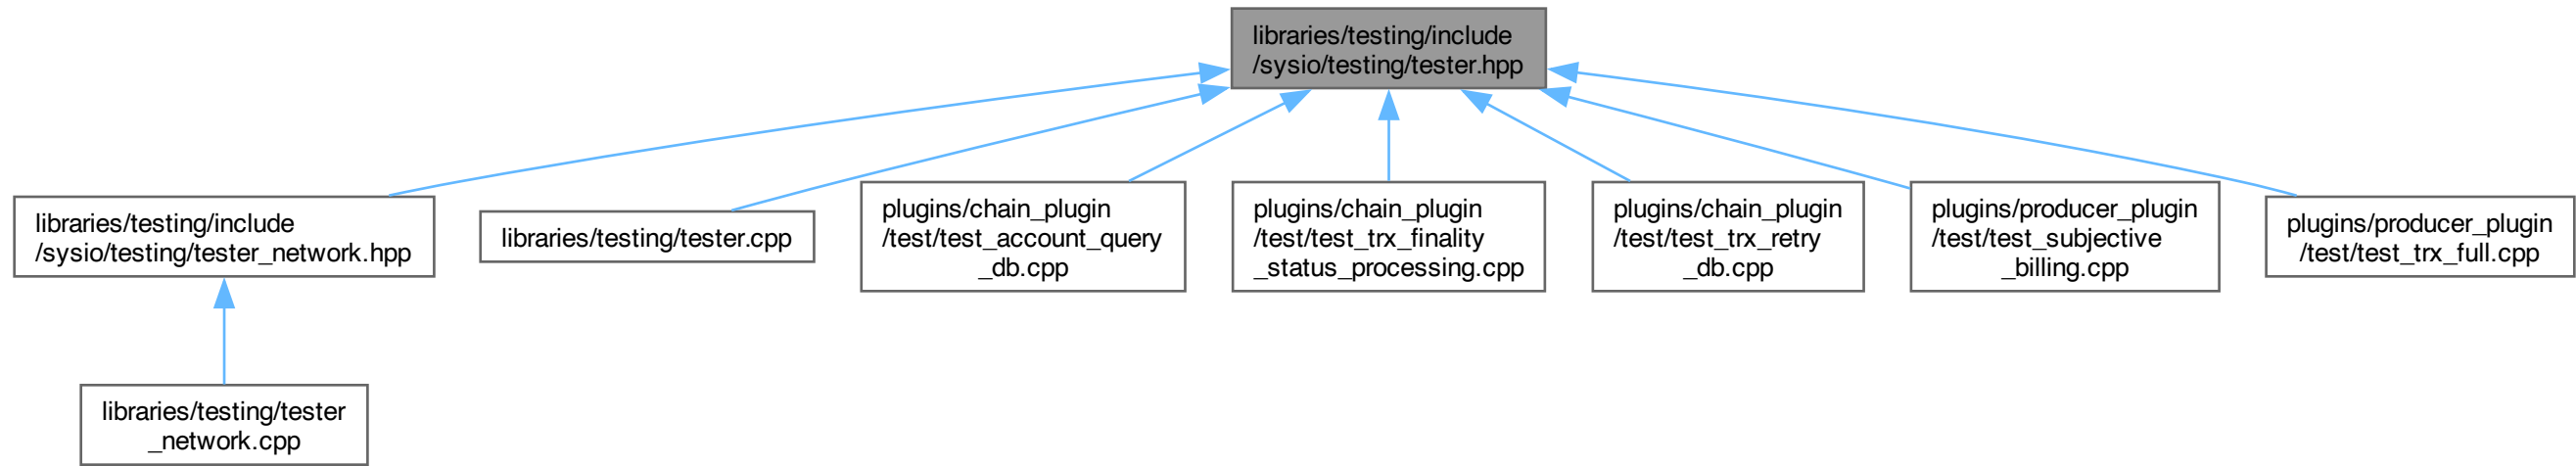 libraries/testing/include
/sysio/testing/tester.hpp
libraries/testing/include
/sysio/testing/tester_network.hpp
libraries/testing/tester.cpp
plugins/chain_plugin
/test/test_account_query
_db.cpp
plugins/chain_plugin
/test/test_trx_finality
_status_processing.cpp
plugins/chain_plugin
/test/test_trx_retry
_db.cpp
plugins/producer_plugin
/test/test_subjective
_billing.cpp
plugins/producer_plugin
/test/test_trx_full.cpp
libraries/testing/tester
_network.cpp